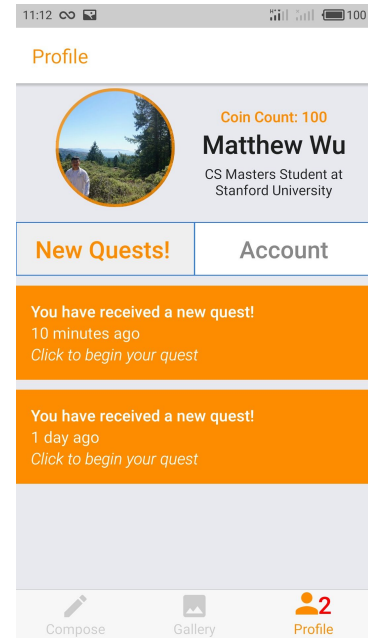 11:12
100
Profile
Coin Count: 100
Matthew Wu
CS Masters Student at
Stanford University
New Quests!
Account
You have received a new quest!
10 minutes ago
Click to begin your quest
You have received a new quest!
1 day ago
Click to begin your quest
2
Compose
Gallery
Profile